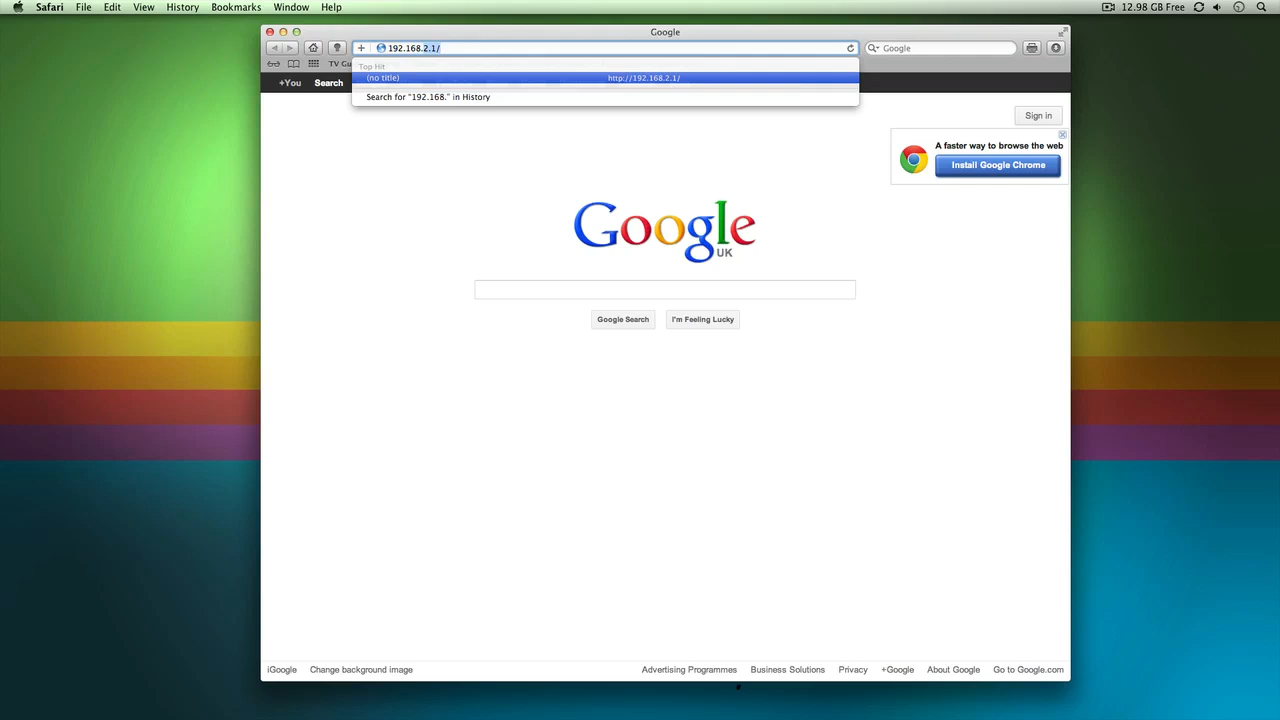 Safari File Edit View History Bookmarks Window Help 12.98 GB Free
Google
192.168.2.1/ Google
TV Gu
Top Hit
(no title) http://192.168.2.1/
Search for "192.168." in History
+You Search
Sign in
A faster way to browse the web
Install Google Chrome
Google
UK
Google Search I'm Feeling Lucky
iGoogle Change background image Advertising Programmes Business Solutions Privacy +Google About Google Go to Google.com